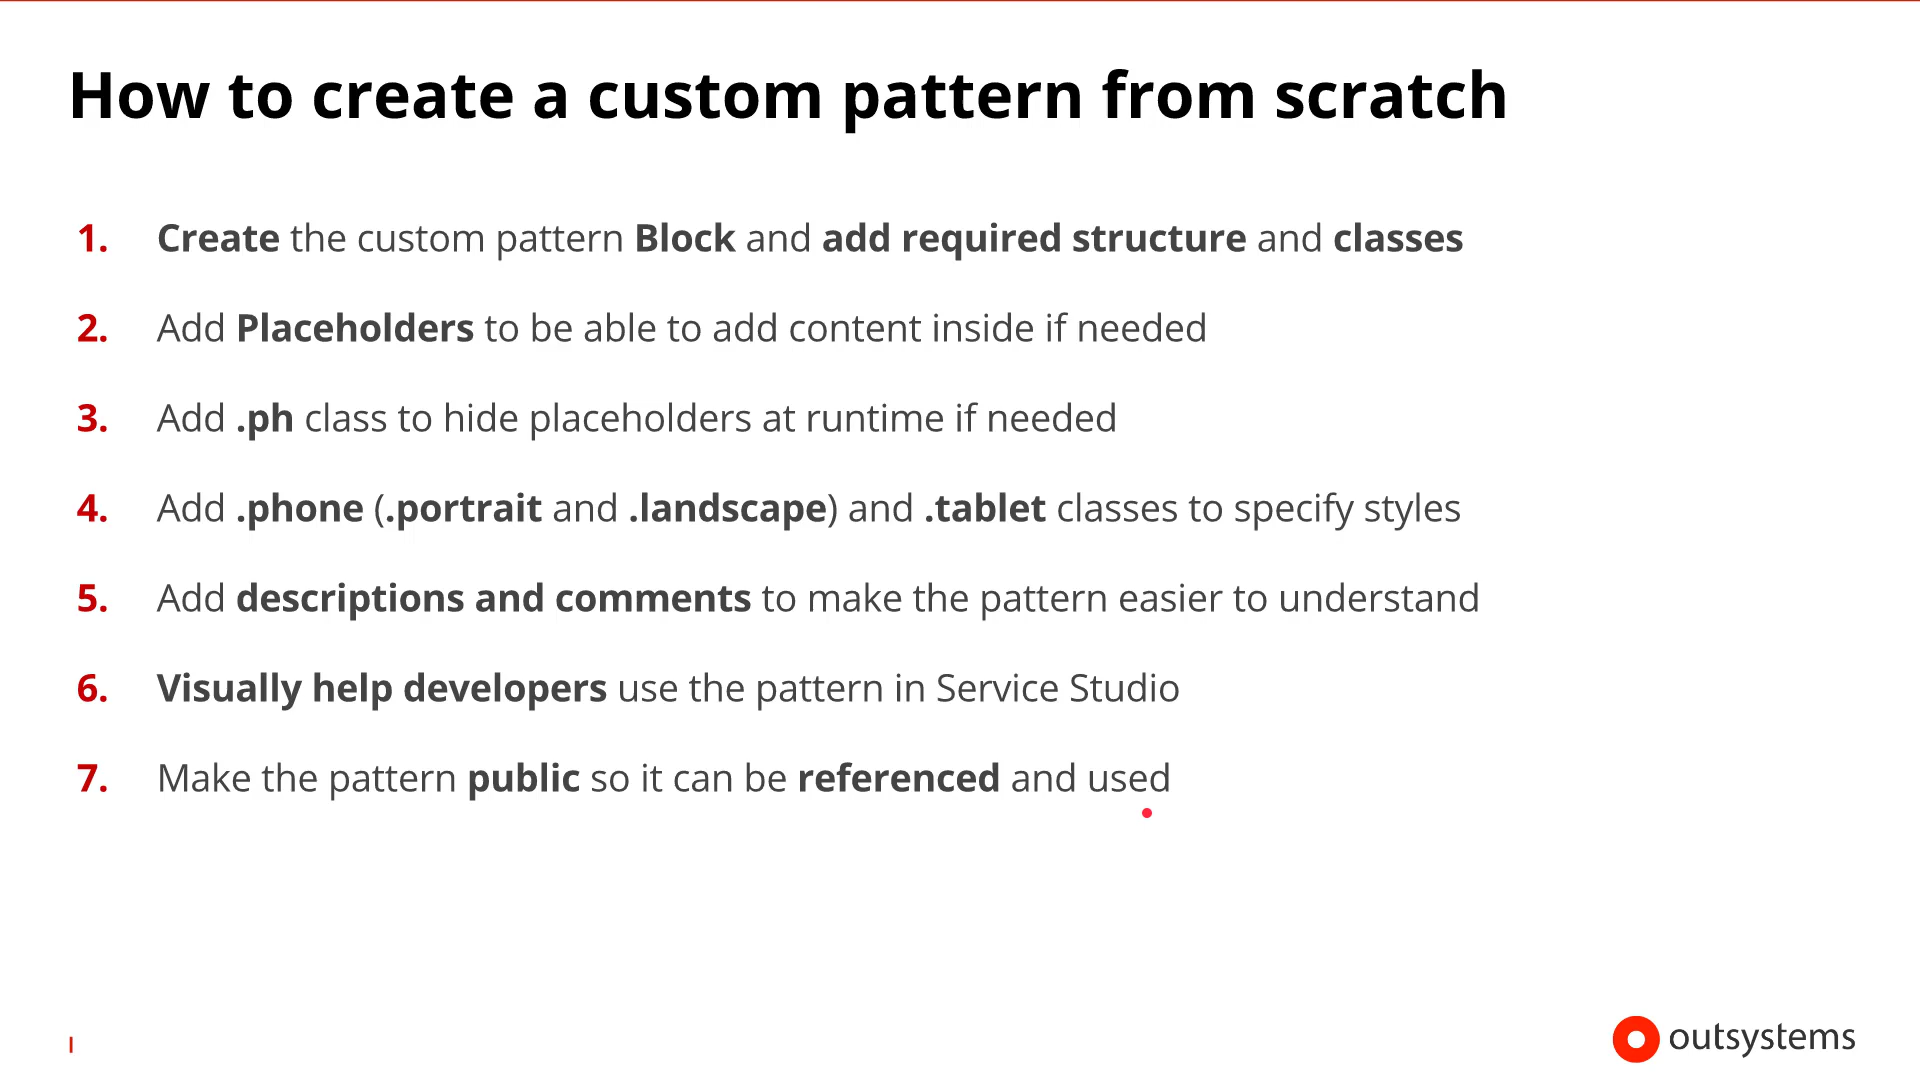 How to create a custom pattern from scratch
1. Create the custom pattern Block and add required structure and classes
2. Add Placeholders to be able to add content inside if needed
3. Add .ph class to hide placeholders at runtime if needed
4. Add .phone (.portrait and .landscape) and .tablet classes to specify styles
5. Add descriptions and comments to make the pattern easier to understand
6. Visually help developers use the pattern in Service Studio
7. Make the pattern public so it can be referenced and used
outsystems